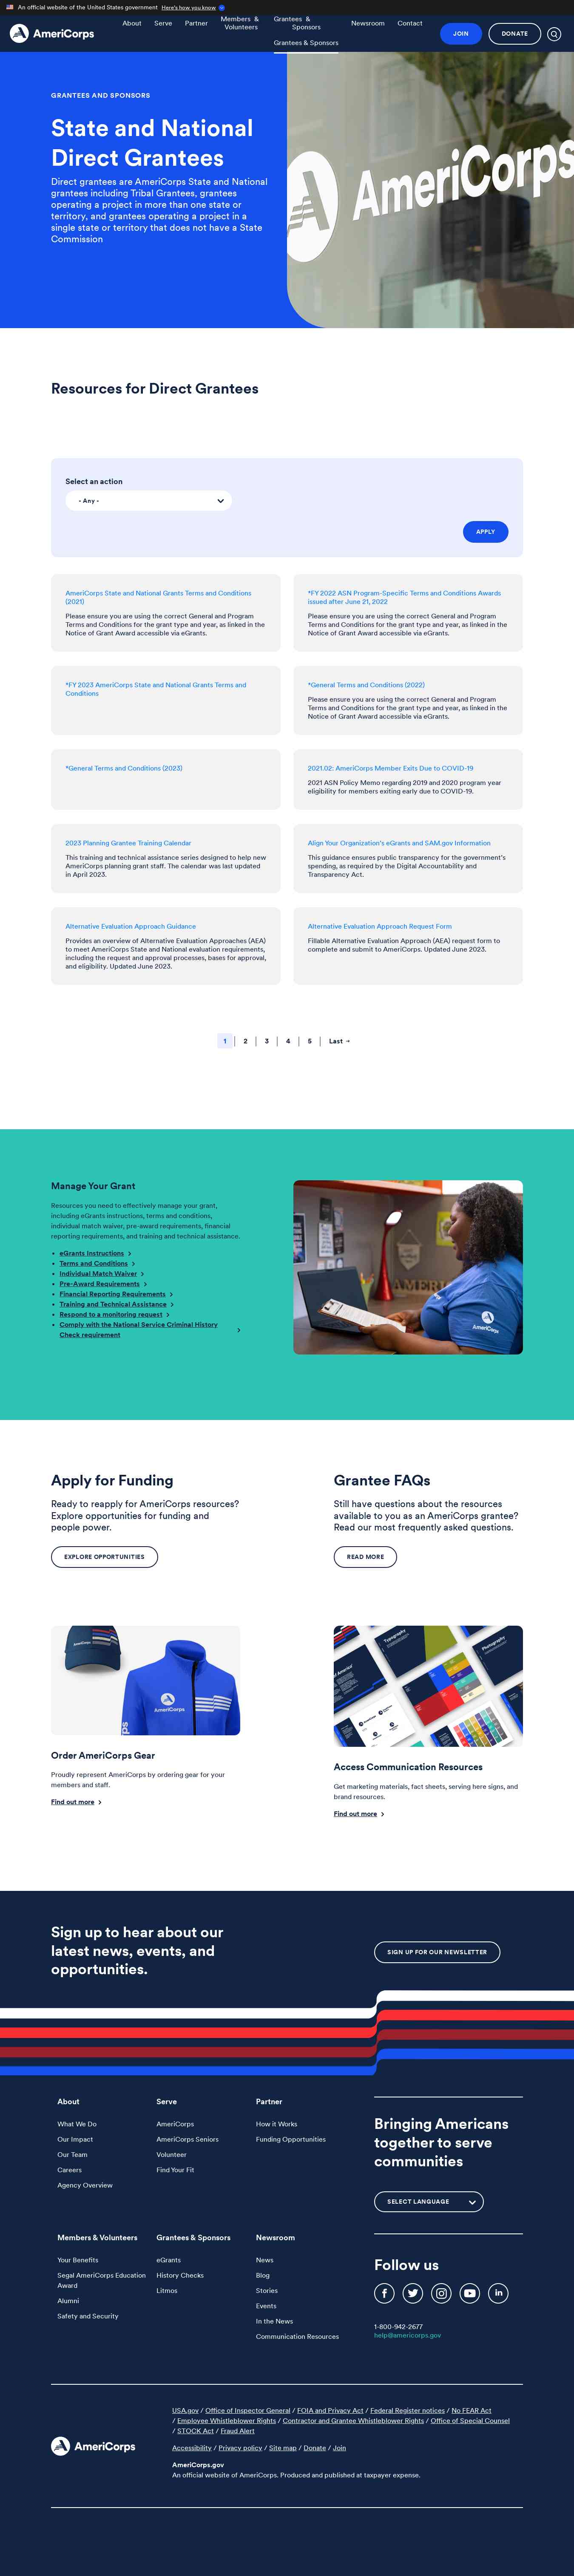 An official website of the United States government Here's how you know
AmeriCorps
About
Serve
Partner
Members & Volunteers
Grantees & Sponsors
Grantees & Sponsors
Newsroom
Contact
JOIN
DONATE
GRANTEES AND SPONSORS
State and National
Direct Grantees
Direct grantees are AmeriCorps State and National
grantees including Tribal Grantees, grantees
operating a project in more than one state or
territory, and grantees operating a project in a
single state or territory that does not have a State
Commission
AmeriCorps
Resources for Direct Grantees
Select an action
- Any -
APPLY
AmeriCorps State and National Grants Terms and Conditions
(2021)
Please ensure you are using the correct General and Program
Terms and Conditions for the grant type and year, as linked in the
Notice of Grant Award accessible via eGrants.
*FY 2022 ASN Program-Specific Terms and Conditions Awards
issued after June 21, 2022
Please ensure you are using the correct General and Program
Terms and Conditions for the grant type and year, as linked in the
Notice of Grant Award accessible via eGrants.
*FY 2023 AmeriCorps State and National Grants Terms and
Conditions
*General Terms and Conditions (2022)
Please ensure you are using the correct General and Program
Terms and Conditions for the grant type and year, as linked in the
Notice of Grant Award accessible via eGrants.
*General Terms and Conditions (2023)
2021.02: AmeriCorps Member Exits Due to COVID-19
2021 ASN Policy Memo regarding 2019 and 2020 program year
eligibility for members exiting early due to COVID-19.
2023 Planning Grantee Training Calendar
This training and technical assistance series designed to help new
AmeriCorps planning grant staff. The calendar was last updated
in April 2023.
Align Your Organization's eGrants and SAM.gov Information
This guidance ensures public transparency for the government's
spending, as required by the Digital Accountability and
Transparency Act.
Alternative Evaluation Approach Guidance
Provides an overview of Alternative Evaluation Approaches (AEA)
to meet AmeriCorps State and National evaluation requirements,
including the request and approval processes, bases for approval,
and eligibility. Updated June 2023.
Alternative Evaluation Approach Request Form
Fillable Alternative Evaluation Approach (AEA) request form to
complete and submit to AmeriCorps. Updated June 2023.
1 2 3 4 5 Last →
Manage Your Grant
Resources you need to effectively manage your grant,
including eGrants instructions, terms and conditions,
individual match waiver, pre-award requirements, financial
reporting requirements, and training and technical assistance.
eGrants Instructions
Terms and Conditions
Individual Match Waiver
Pre-Award Requirements
Financial Reporting Requirements
Training and Technical Assistance
Respond to a monitoring request
Comply with the National Service Criminal History
Check requirement
AmeriCorps
Apply for Funding
Ready to reapply for AmeriCorps resources?
Explore opportunities for funding and
people power.
EXPLORE OPPORTUNITIES
Grantee FAQs
Still have questions about the resources
available to you as an AmeriCorps grantee?
Read our most frequently asked questions.
READ MORE
AmeriCorps
Typography
Photography
Order AmeriCorps Gear
Proudly represent AmeriCorps by ordering gear for your
members and staff.
Find out more
Access Communication Resources
Get marketing materials, fact sheets, serving here signs, and
brand resources.
Find out more
Sign up to hear about our
latest news, events, and
opportunities.
SIGN UP FOR OUR NEWSLETTER
About
What We Do
Our Impact
Our Team
Careers
Agency Overview
Serve
AmeriCorps
AmeriCorps Seniors
Volunteer
Find Your Fit
Partner
How it Works
Funding Opportunities
Bringing Americans
together to serve
communities
SELECT LANGUAGE
Members & Volunteers
Your Benefits
Segal AmeriCorps Education
Award
Alumni
Safety and Security
Grantees & Sponsors
eGrants
History Checks
Litmos
Newsroom
News
Blog
Stories
Events
In the News
Communication Resources
Follow us
1-800-942-2677
help@americorps.gov
AmeriCorps
USA.gov / Office of Inspector General / FOIA and Privacy Act / Federal Register notices / No FEAR Act
/ Employee Whistleblower Rights / Contractor and Grantee Whistleblower Rights / Office of Special Counsel
/ STOCK Act / Fraud Alert
Accessibility / Privacy policy / Site map / Donate / Join
AmeriCorps.gov
An official website of AmeriCorps. Produced and published at taxpayer expense.